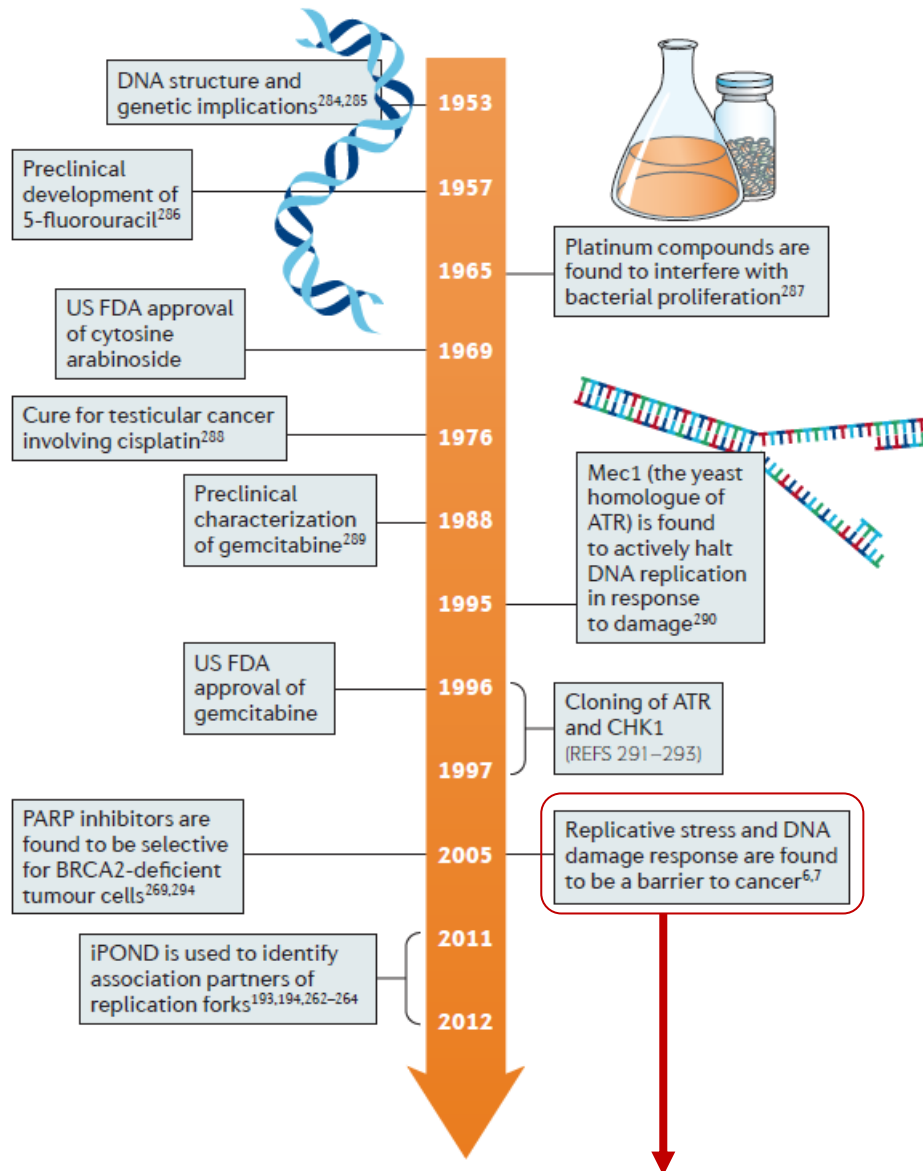 DNA structure and
genetic implications284,285
1953
Preclinical
development of
5-fluorouracil286
1957
Platinum compounds are
found to interfere with
bacterial proliferation287
1965
US FDA approval
of cytosine
arabinoside
1969
Cure for testicular cancer
involving cisplatin288
1976
Preclinical
characterization
of gemcitabine289
1988
Mec1 (the yeast
homologue of
ATR) is found
to actively halt
DNA replication
in response
to damage290
1995
US FDA
approval of
gemcitabine
1996
Cloning of ATR
and CHK1
(REFS 291–293)
1997
PARP inhibitors are
found to be selective
for BRCA2-deficient
tumour cells269,294
2005
Replicative stress and DNA
damage response are found
to be a barrier to cancer6,7
2011
iPOND is used to identify
association partners of
replication forks193,194,262–264
2012